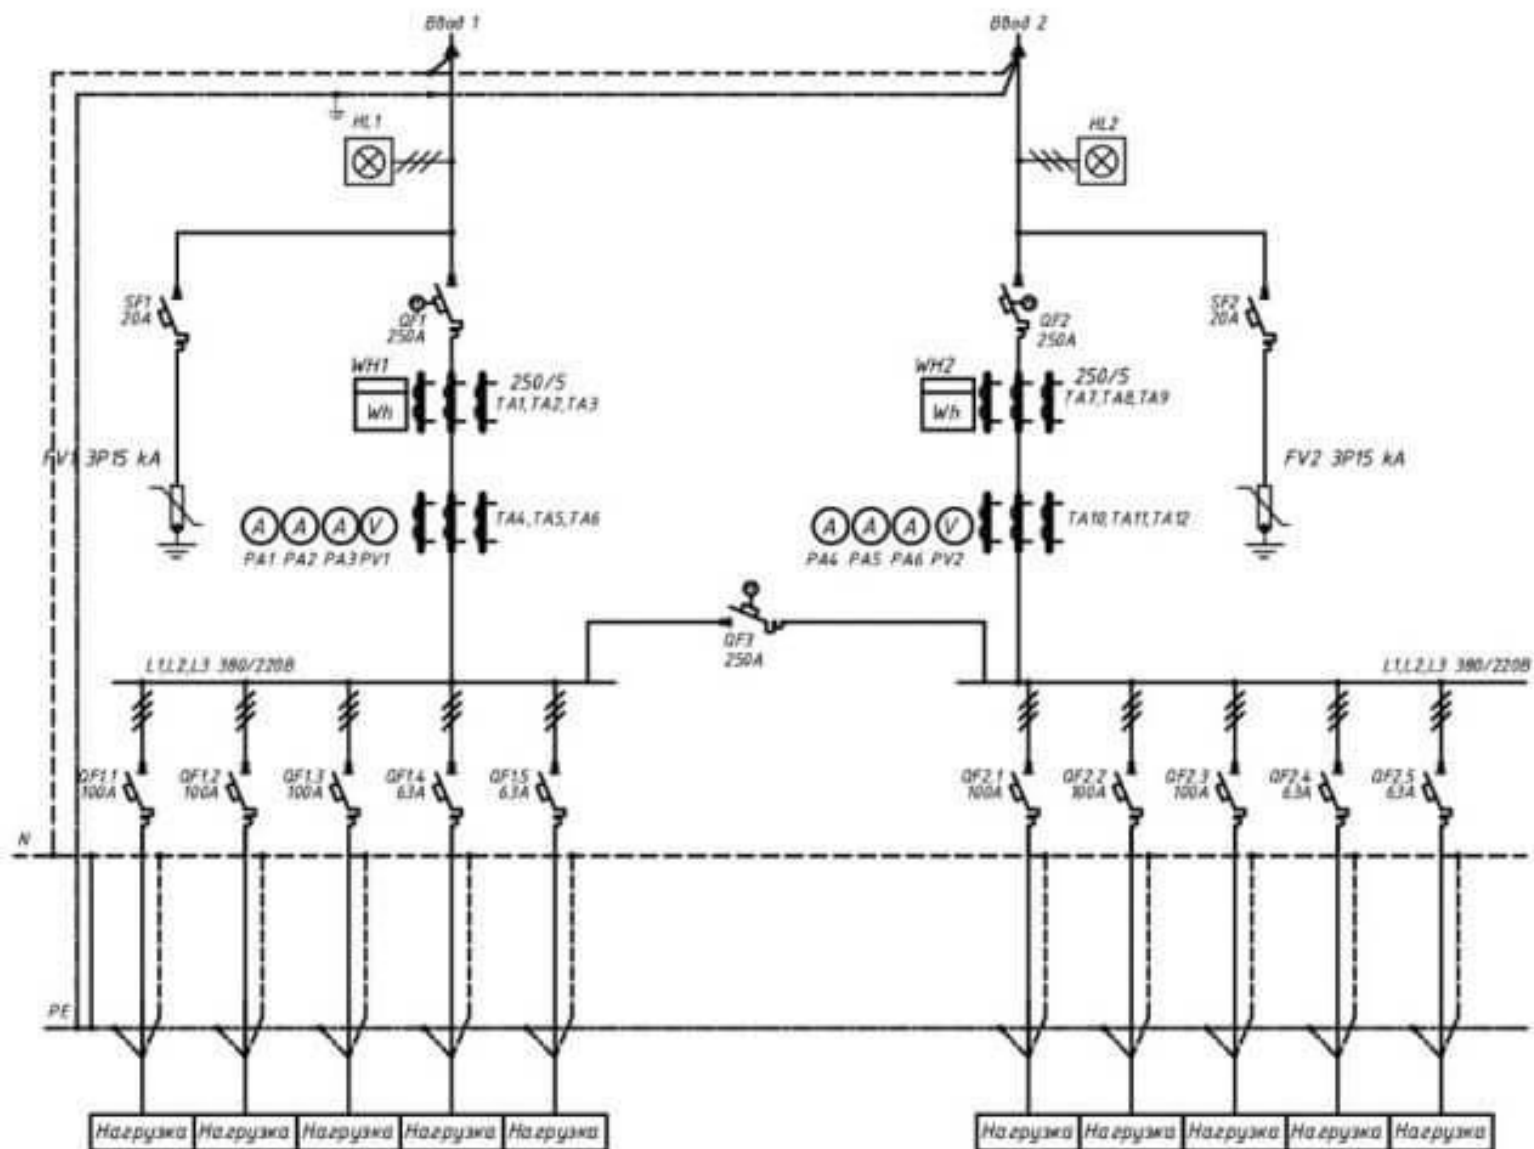 Ввод 1
Ввод 2
HL1
HL2
SF1
20A
QF1
250A
QF2
250A
SF2
20A
WH1
Wh
250/5
TA1,TA2,TA3
WH2
Wh
250/5
TA7,TA8,TA9
FV1 3P15 kA
FV2 3P15 kA
A A A V
TA4,TA5,TA6
PA1 PA2 PA3 PV1
A A A V
TA10,TA11,TA12
PA4 PA5 PA6 PV2
QF3
250A
L1,L2,L3 380/220В
L1,L2,L3 380/220В
QF1.1
100A
QF1.2
100A
QF1.3
100A
QF1.4
63A
QF1.5
63A
QF2.1
100A
QF2.2
100A
QF2.3
100A
QF2.4
63A
QF2.5
63A
N
PE
Нагрузка Нагрузка Нагрузка Нагрузка Нагрузка
Нагрузка Нагрузка Нагрузка Нагрузка Нагрузка